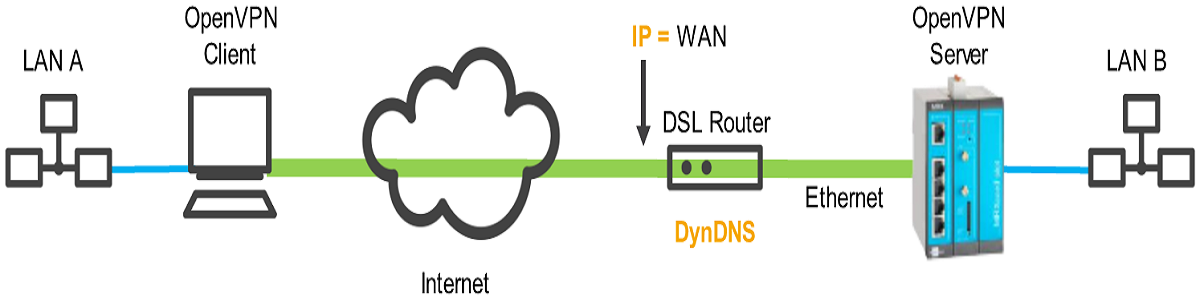 LAN A
OpenVPN
Client
Internet
IP = WAN
DSL Router
DynDNS
Ethernet
OpenVPN
Server
LAN B